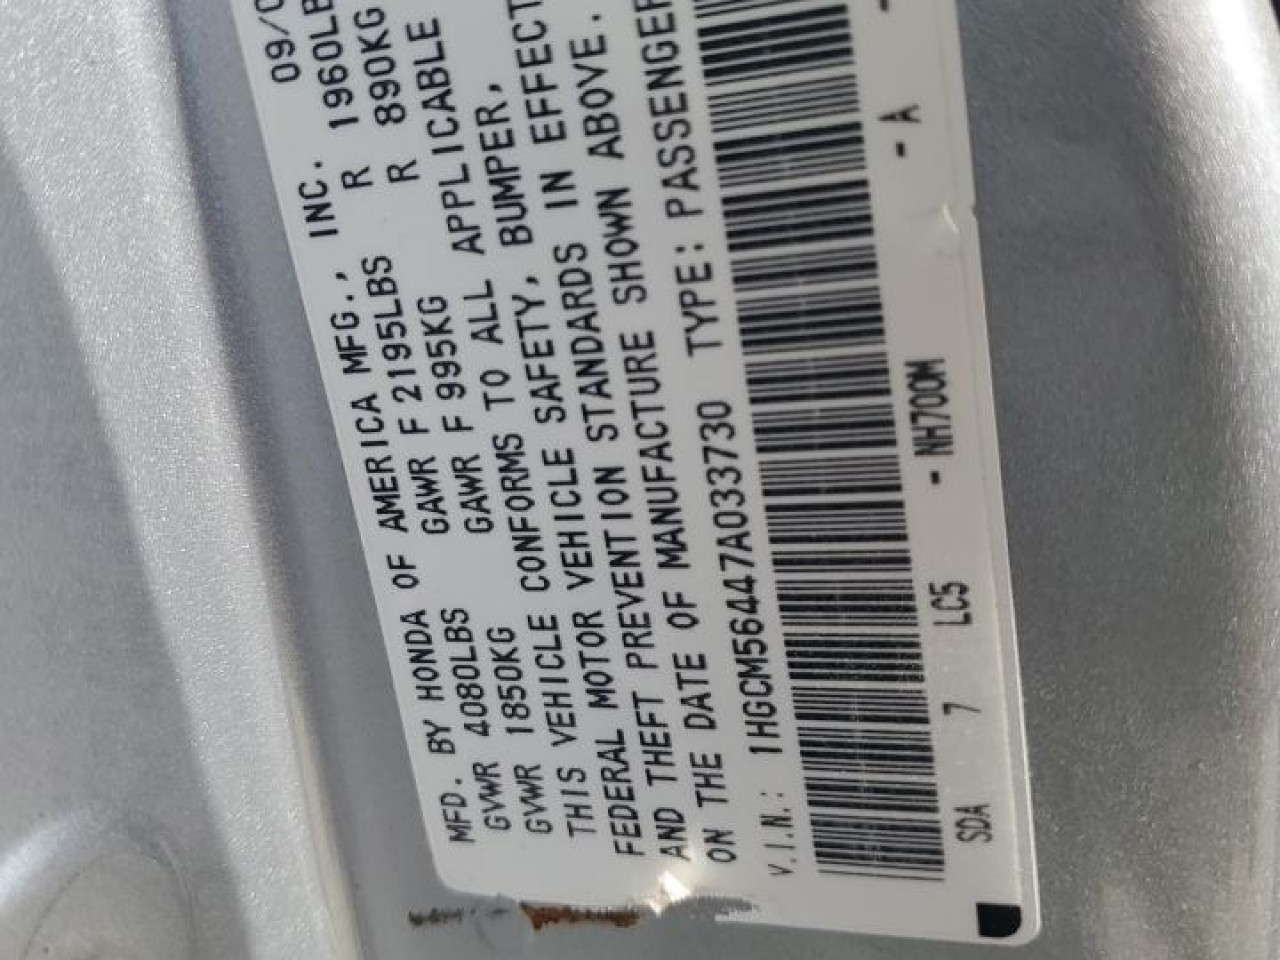 MFD. BY HONDA OF AMERICA MFG., INC. 09/0
GVWR 4080LBS GAWR F 2195LBS R 1960LB
GVWR 1850KG GAWR F 995KG R 890KG
THIS VEHICLE CONFORMS TO ALL APPLICABLE
FEDERAL MOTOR VEHICLE SAFETY, BUMPER,
AND THEFT PREVENTION STANDARDS IN EFFECT
ON THE DATE OF MANUFACTURE SHOWN ABOVE.
V.I.N.: 1HGCM56447A033730 TYPE: PASSENGER
SDA 7 LC5 - NH700M - A -